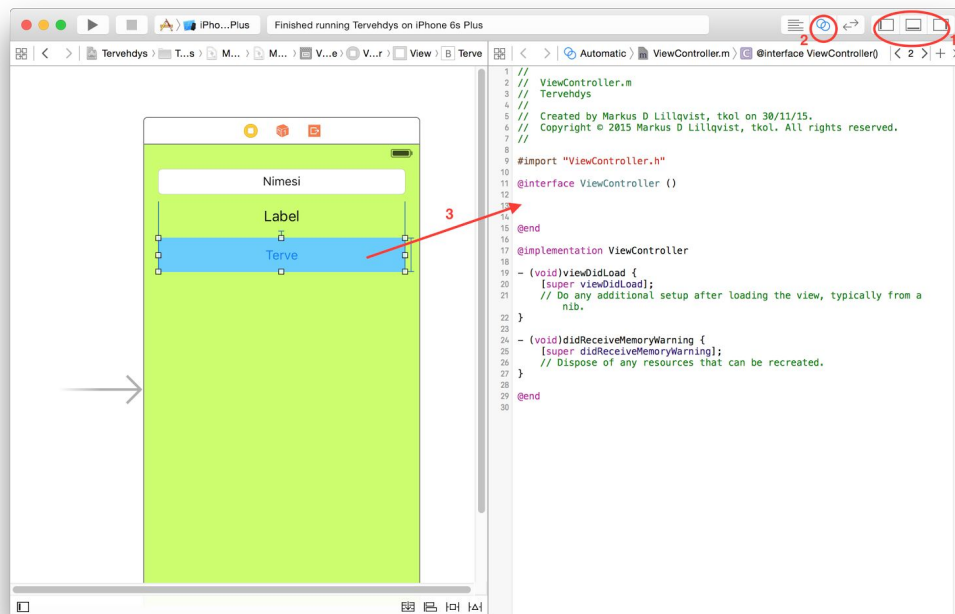 iPho...Plus Finished running Tervehdys on iPhone 6s Plus
2 1
Tervehdys T...s M... M... V...e V...r View B Terve
Automatic m ViewController.m C @interface ViewController() 2
1 //
2 //  ViewController.m
3 //  Tervehdys
4 //
5 //  Created by Markus D Lillqvist, tkol on 30/11/15.
6 //  Copyright © 2015 Markus D Lillqvist, tkol. All rights reserved.
7 //
8
9 #import "ViewController.h"
10
11 @interface ViewController ()
12
13
14
15 @end
16
17 @implementation ViewController
18
19 - (void)viewDidLoad {
20     [super viewDidLoad];
21     // Do any additional setup after loading the view, typically from a
nib.
22 }
23
24 - (void)didReceiveMemoryWarning {
25     [super didReceiveMemoryWarning];
26     // Dispose of any resources that can be recreated.
27 }
28
29 @end
30
Nimesi
Label
3
Terve